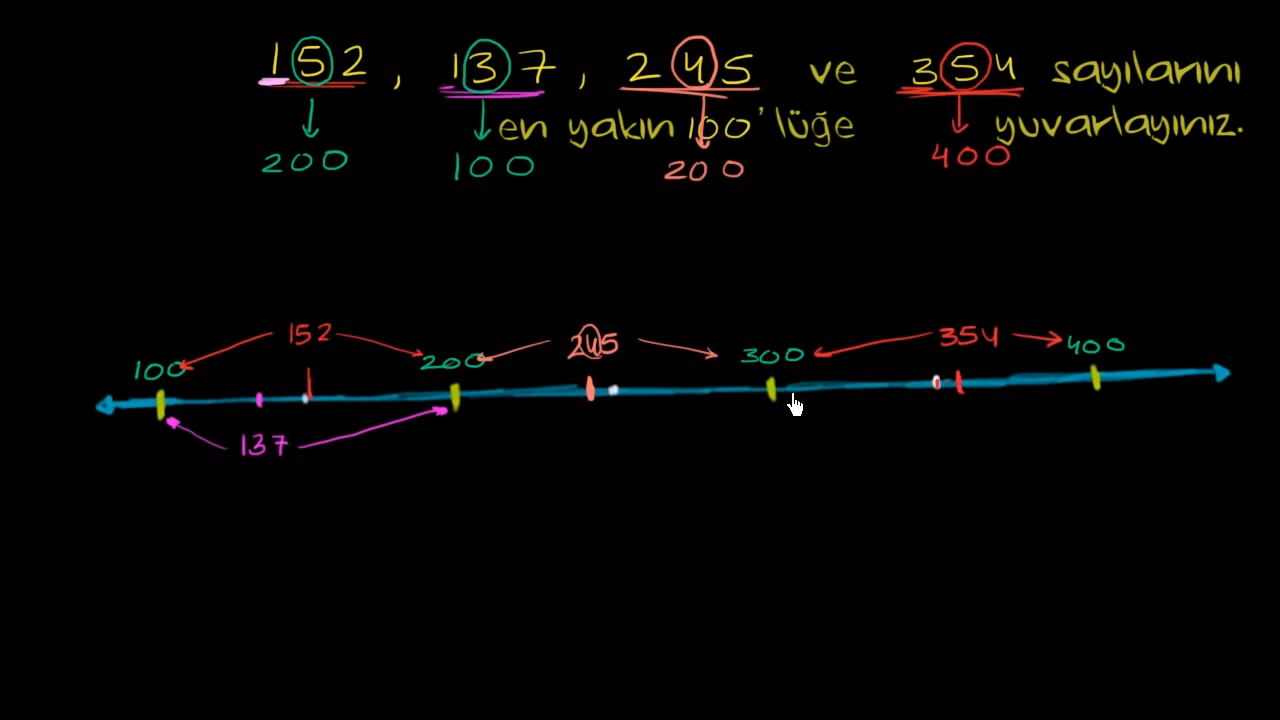 152, 137, 245 ve 354 sayılarını
en yakın 100'lüğe yuvarlayınız.
200 100 200 400
152 245 354
100 200 300 400
137